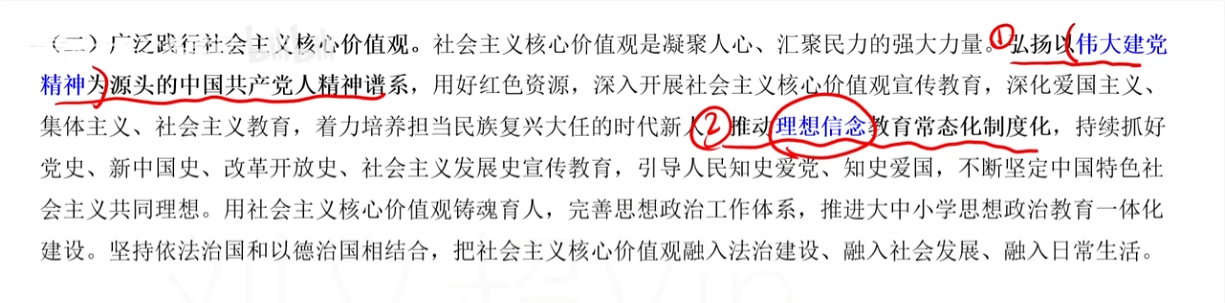 （二）广泛践行社会主义核心价值观。社会主义核心价值观是凝聚人心、汇聚民力的强大力量。①弘扬以(伟大建党
精神为)源头的中国共产党人精神谱系，用好红色资源，深入开展社会主义核心价值观宣传教育，深化爱国主义、
集体主义、社会主义教育，着力培养担当民族复兴大任的时代新人②推动理想信念教育常态化制度化，持续抓好
党史、新中国史、改革开放史、社会主义发展史宣传教育，引导人民知史爱党、知史爱国，不断坚定中国特色社
会主义共同理想。用社会主义核心价值观铸魂育人，完善思想政治工作体系，推进大中小学思想政治教育一体化
建设。坚持依法治国和以德治国相结合，把社会主义核心价值观融入法治建设、融入社会发展、融入日常生活。